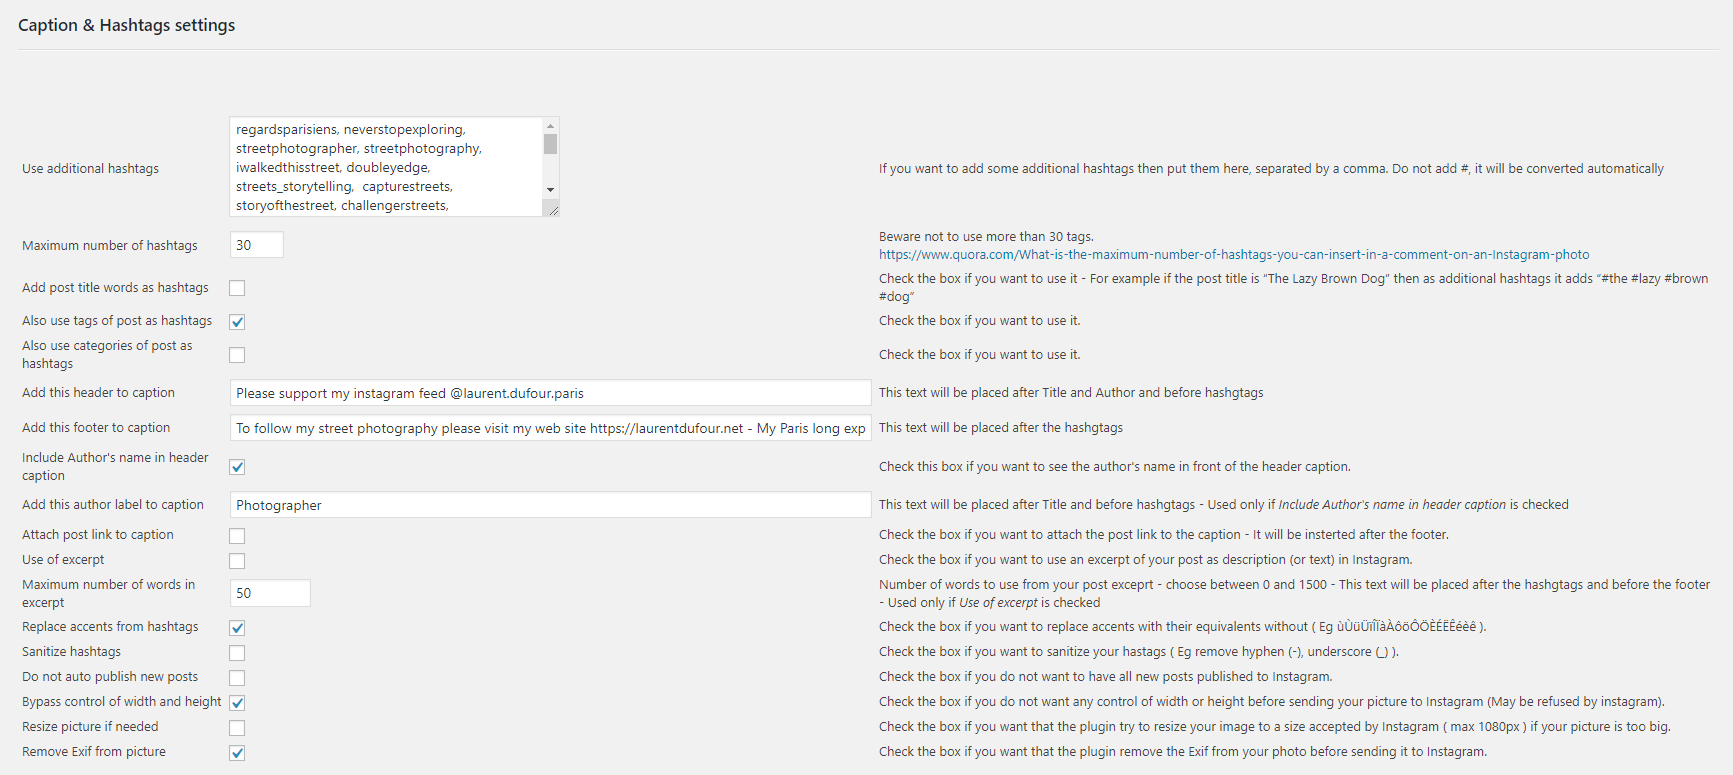 Caption & Hashtags settings
Use additional hashtags
regardsparisiens, neverstopexploring,
streetphotographer, streetphotography,
iwalkedthisstreet, doubleyedge,
streets_storytelling,  capturestreets,
storyofthestreet, challengerstreets,
If you want to add some additional hashtags then put them here, separated by a comma. Do not add #, it will be converted automatically
Maximum number of hashtags
30
Beware not to use more than 30 tags.
https://www.quora.com/What-is-the-maximum-number-of-hashtags-you-can-insert-in-a-comment-on-an-Instagram-photo
Add post title words as hashtags
Check the box if you want to use it - For example if the post title is “The Lazy Brown Dog” then as additional hashtags it adds “#the #lazy #brown
#dog”
Also use tags of post as hashtags
Check the box if you want to use it.
Also use categories of post as
hashtags
Check the box if you want to use it.
Add this header to caption
Please support my instagram feed @laurent.dufour.paris
This text will be placed after Title and Author and before hashgtags
Add this footer to caption
To follow my street photography please visit my web site https://laurentdufour.net - My Paris long exp
This text will be placed after the hashgtags
Include Author's name in header
caption
Check this box if you want to see the author's name in front of the header caption.
Add this author label to caption
Photographer
This text will be placed after Title and before hashgtags - Used only if Include Author's name in header caption is checked
Attach post link to caption
Check the box if you want to attach the post link to the caption - It will be insterted after the footer.
Use of excerpt
Check the box if you want to use an excerpt of your post as description (or text) in Instagram.
Maximum number of words in
excerpt
50
Number of words to use from your post exceprt - choose between 0 and 1500 - This text will be placed after the hashgtags and before the footer
- Used only if Use of excerpt is checked
Replace accents from hashtags
Check the box if you want to replace accents with their equivalents without ( Eg ùÙüÜïÎÏàÀôöÔÖÈÉËÊéèê ).
Sanitize hashtags
Check the box if you want to sanitize your hastags ( Eg remove hyphen (-), underscore (_) ).
Do not auto publish new posts
Check the box if you do not want to have all new posts published to Instagram.
Bypass control of width and height
Check the box if you do not want any control of width or height before sending your picture to Instagram (May be refused by instagram).
Resize picture if needed
Check the box if you want that the plugin try to resize your image to a size accepted by Instagram ( max 1080px ) if your picture is too big.
Remove Exif from picture
Check the box if you want that the plugin remove the Exif from your photo before sending it to Instagram.